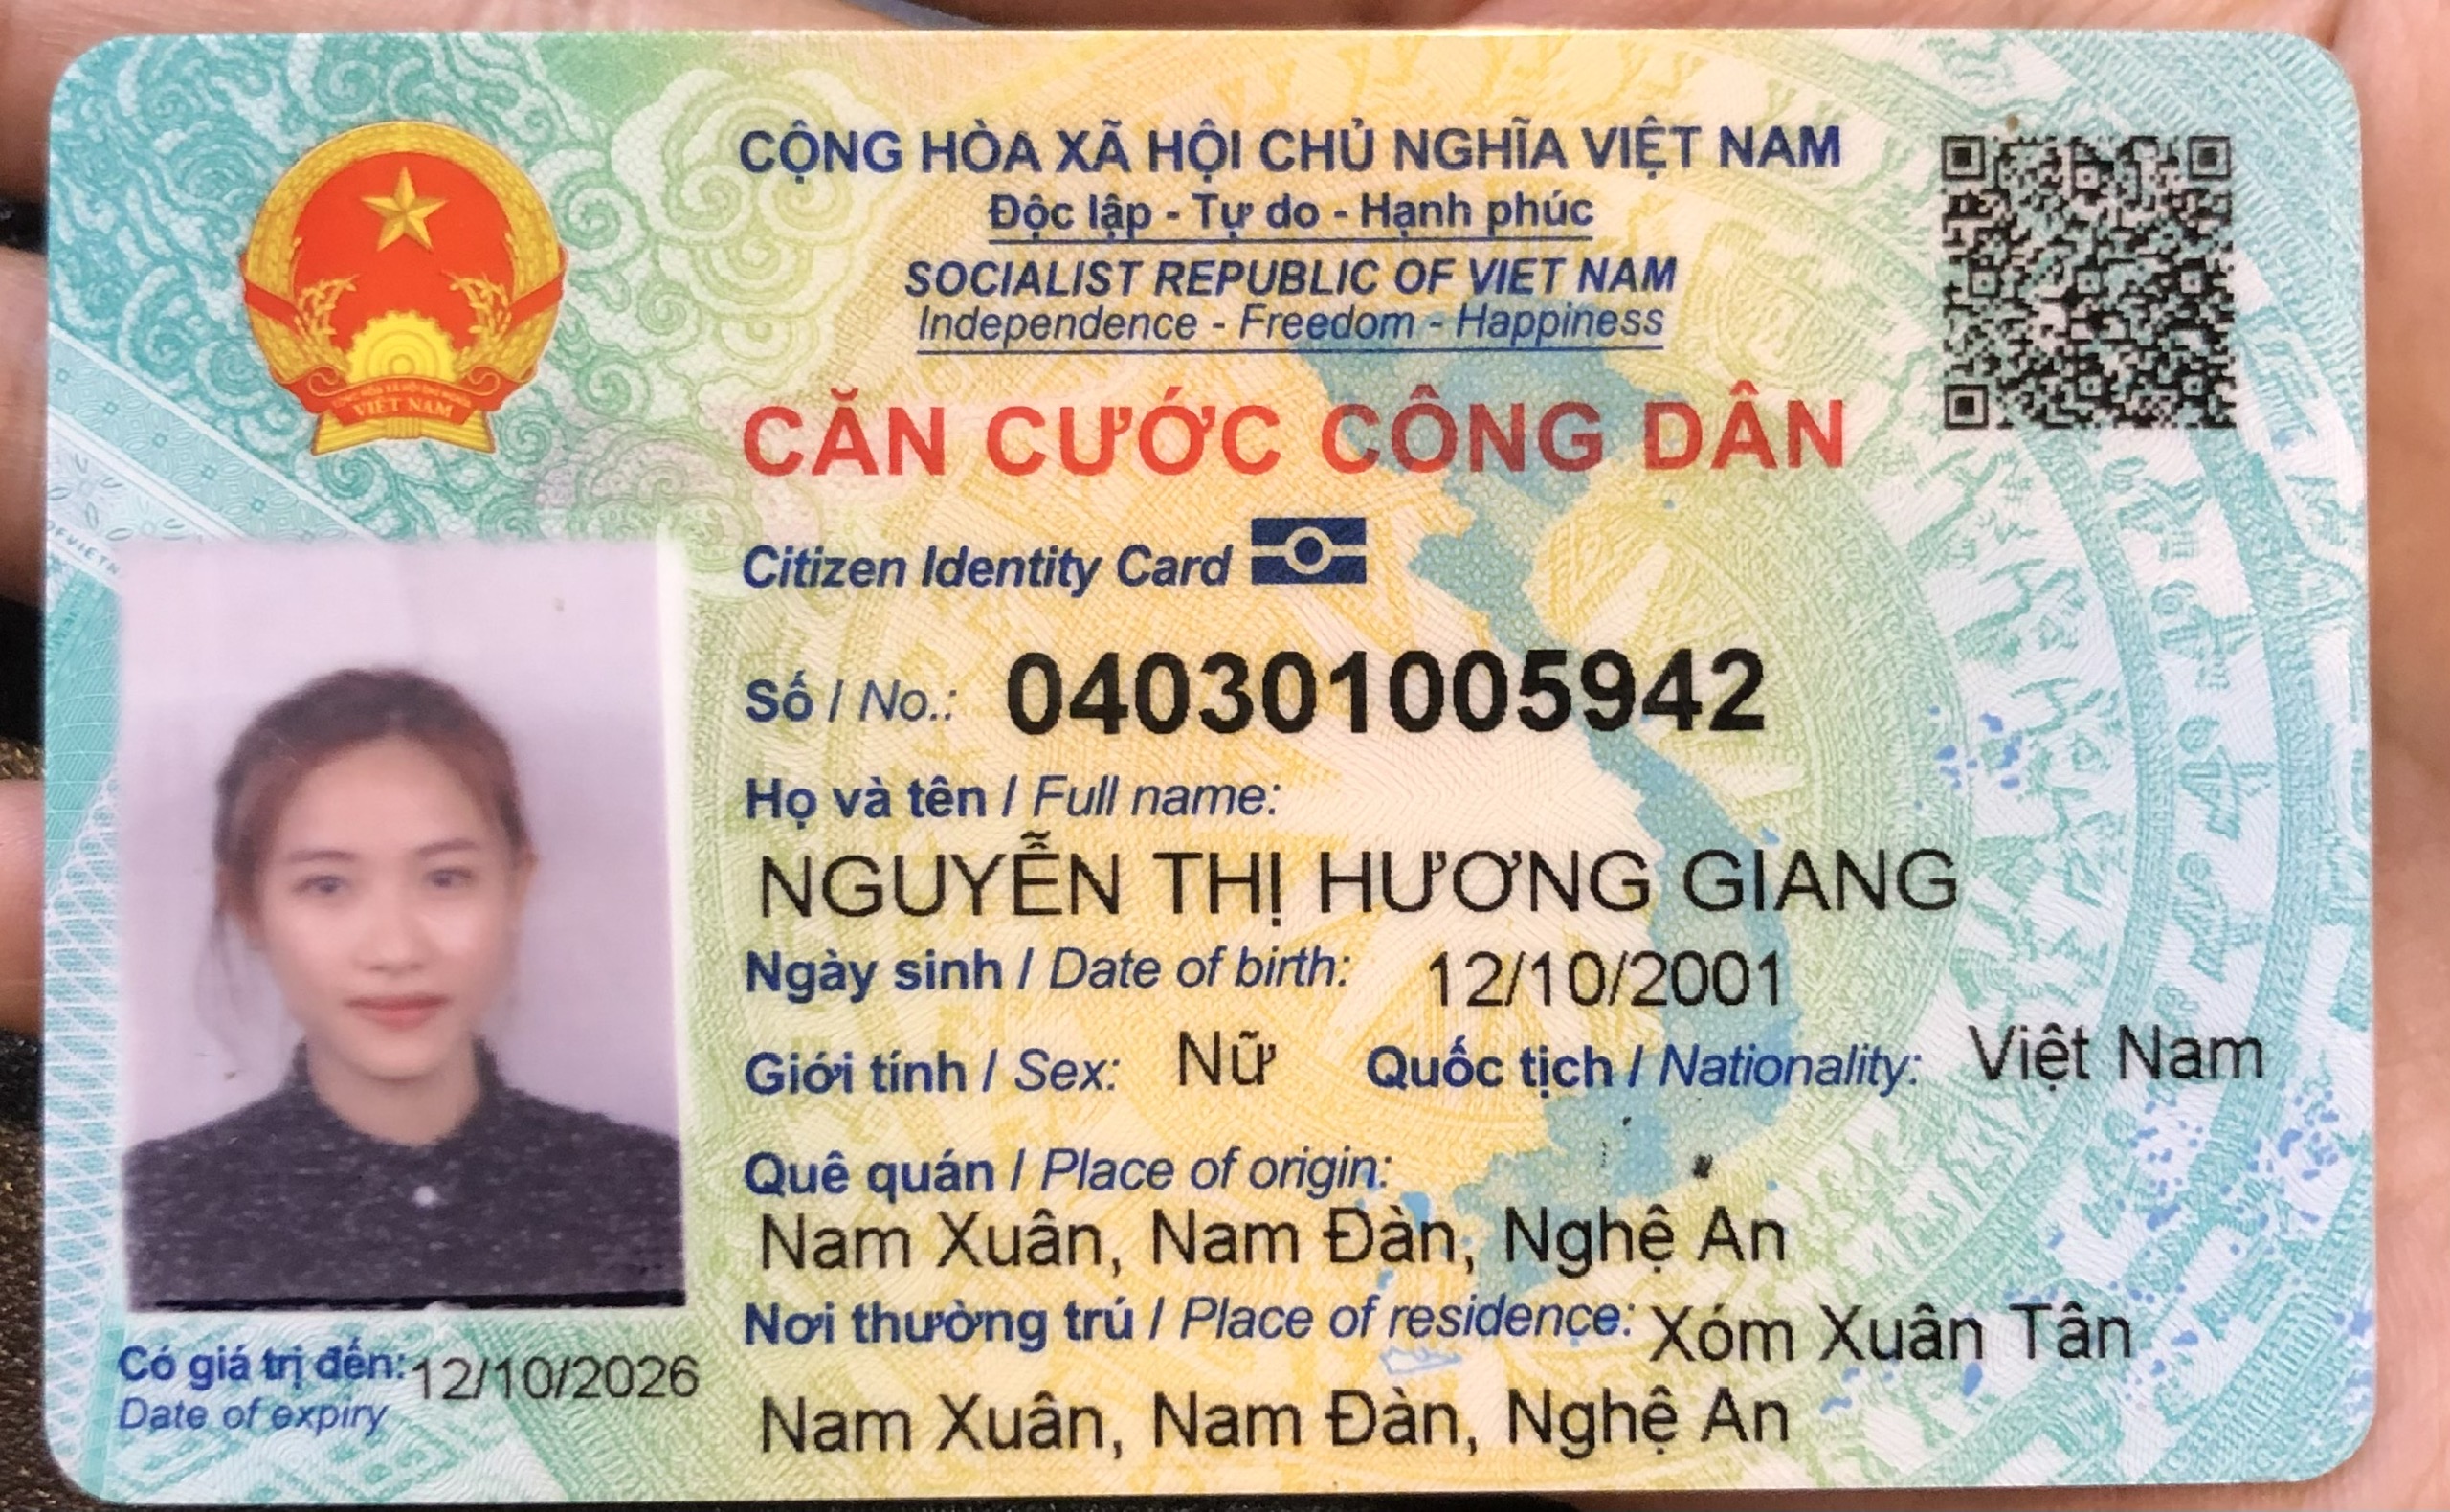 CỘNG HÒA XÃ HỘI CHỦ NGHĨA VIỆT NAM
Độc lập - Tự do - Hạnh phúc
SOCIALIST REPUBLIC OF VIET NAM
Independence - Freedom - Happiness
VIỆT NAM
CĂN CƯỚC CÔNG DÂN
Citizen Identity Card
Số / No.: 040301005942
Họ và tên / Full name:
NGUYỄN THỊ HƯƠNG GIANG
Ngày sinh / Date of birth: 12/10/2001
Giới tính / Sex: Nữ Quốc tịch / Nationality: Việt Nam
Quê quán / Place of origin:
Nam Xuân, Nam Đàn, Nghệ An
Nơi thường trú / Place of residence: Xóm Xuân Tân
Nam Xuân, Nam Đàn, Nghệ An
Có giá trị đến: 12/10/2026
Date of expiry